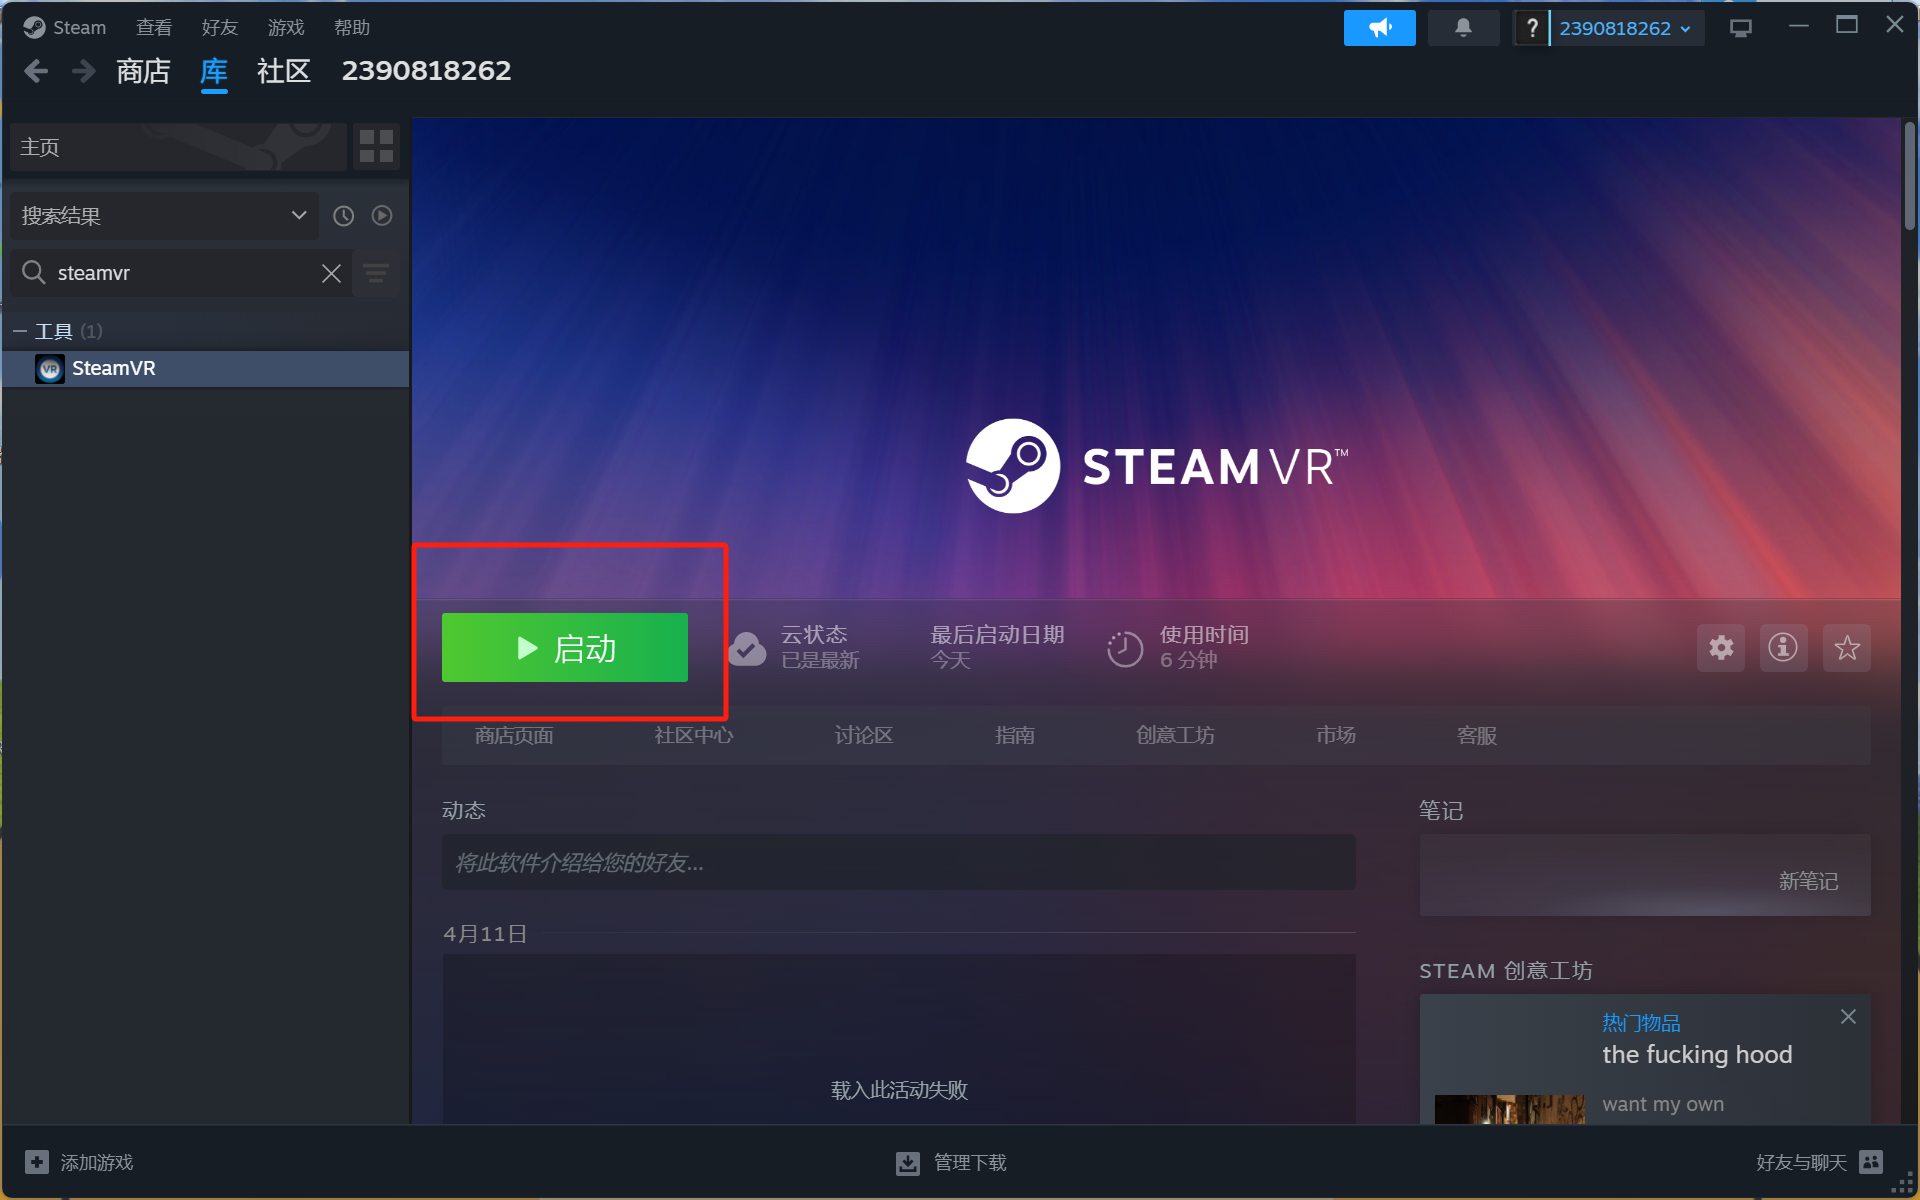 Steam 查看 好友 游戏 帮助
? 2390818262
商店 库 社区 2390818262
主页
搜索结果
steamvr
工具 (1)
VR SteamVR
STEAMVR™
启动
云状态 最后启动日期 使用时间
已是最新 今天 6 分钟
商店页面 社区中心 讨论区 指南 创意工坊 市场 客服
动态
将此软件介绍给您的好友...
4月11日
载入此活动失败
笔记
新笔记
STEAM 创意工坊
热门物品
the fucking hood
want my own
添加游戏 管理下载 好友与聊天